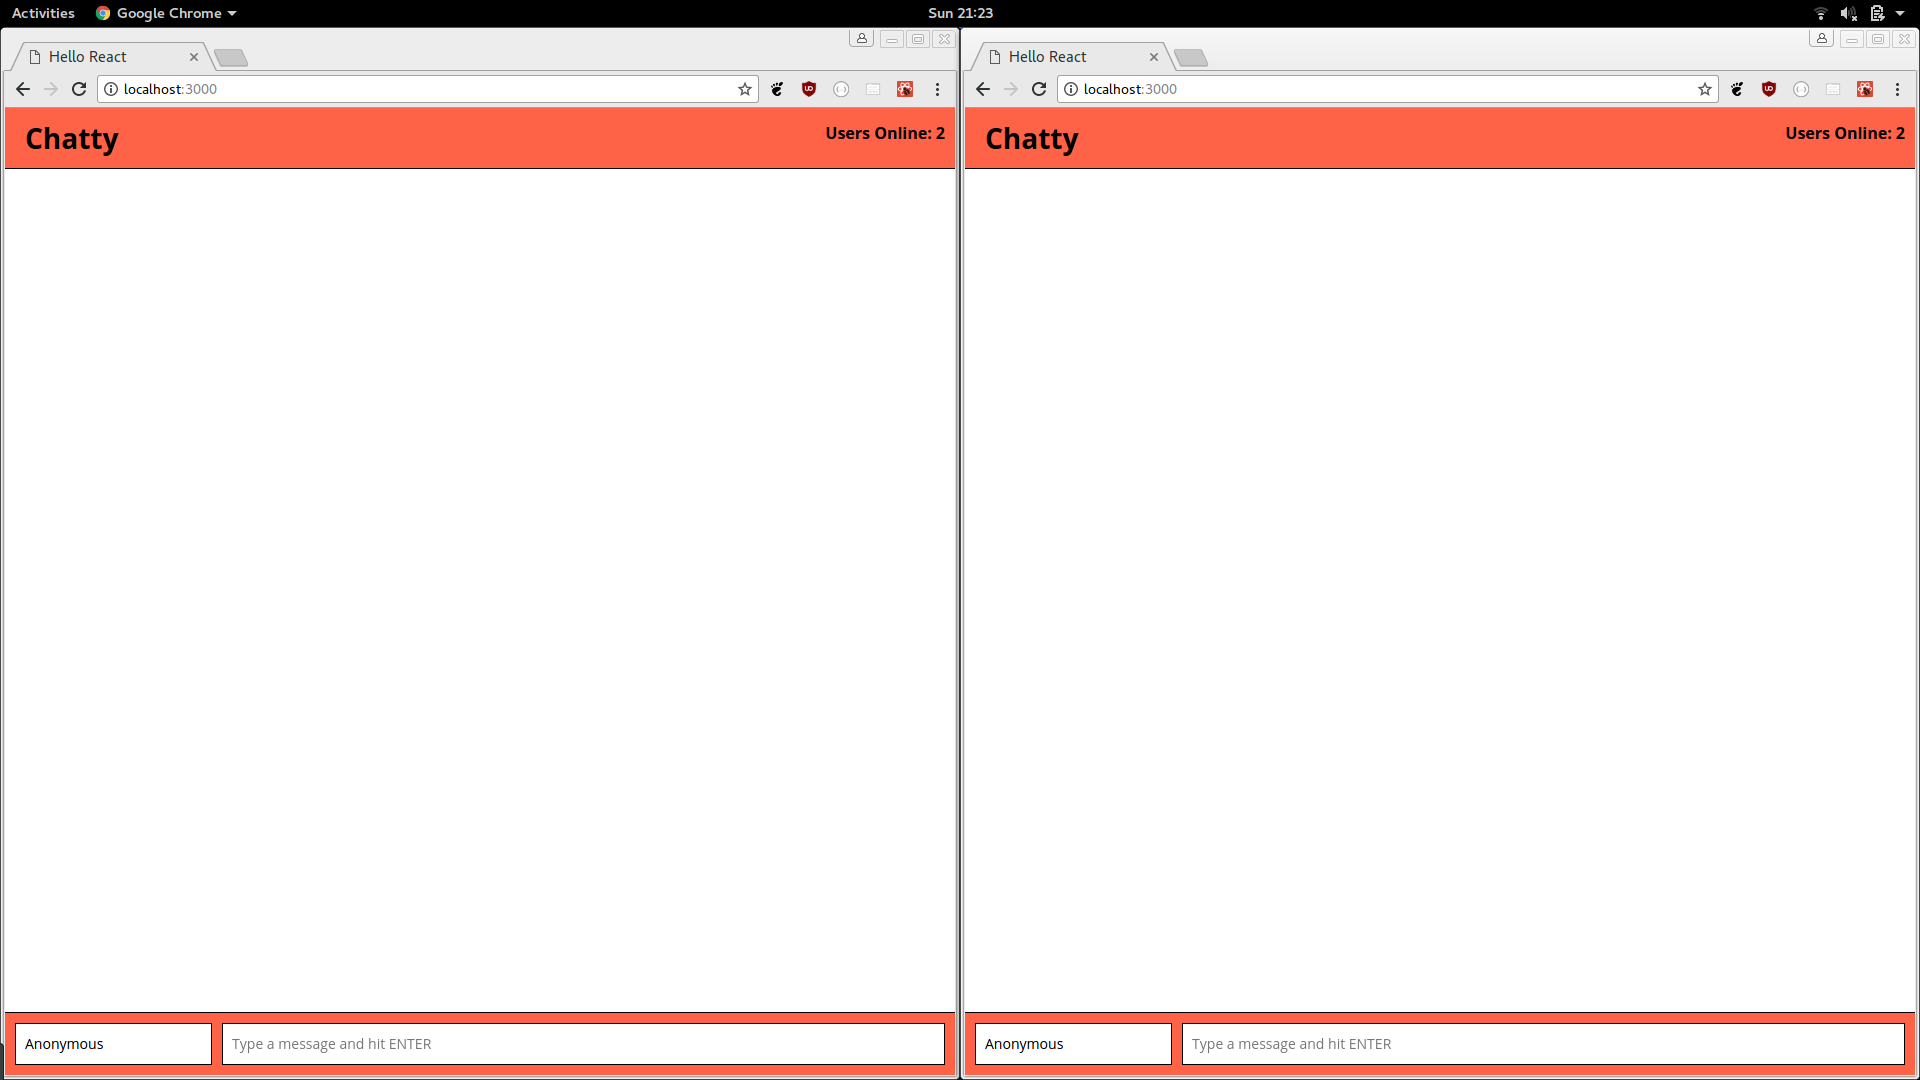 Activities Google Chrome Sun 21:23
Hello React
localhost:3000
Chatty Users Online: 2
Anonymous Type a message and hit ENTER
Hello React
localhost:3000
Chatty Users Online: 2
Anonymous Type a message and hit ENTER